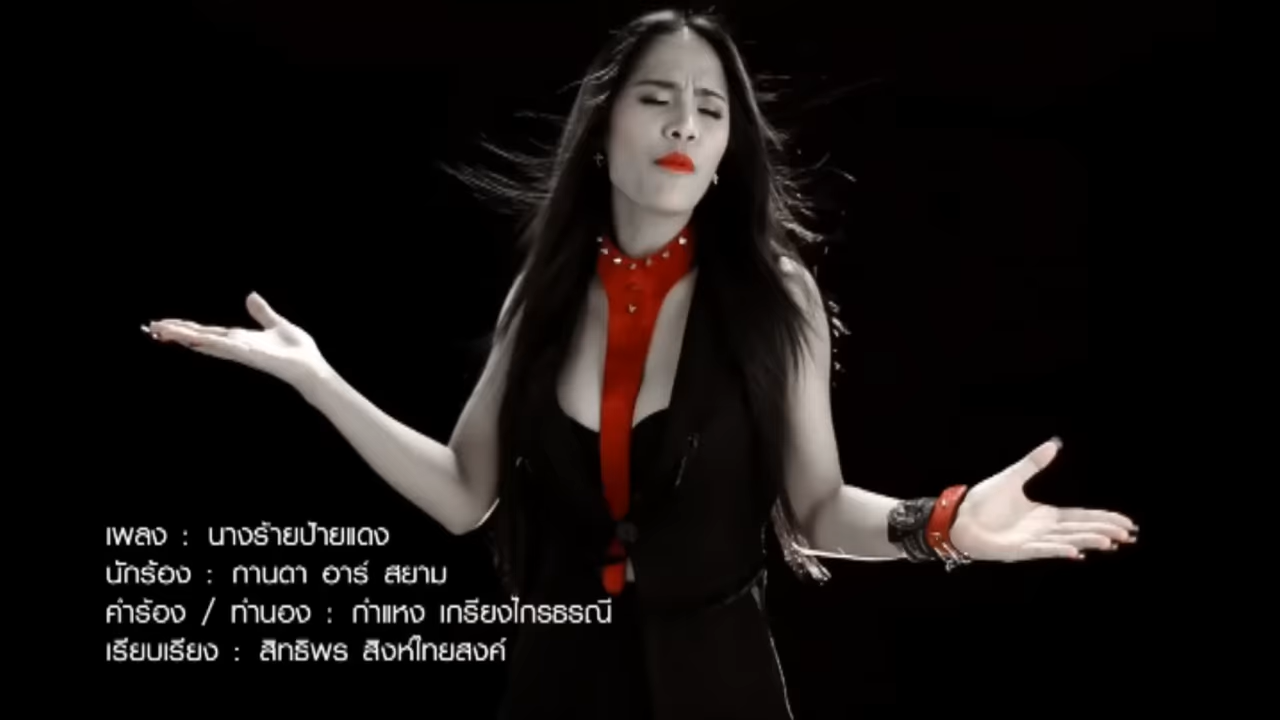 เพลง : นางร้ายป้ายแดง
นักร้อง : กานดา อาร์ สยาม
คำร้อง / ทำนอง : กำแหง เกรียงไกรธรณี
เรียบเรียง : สิทธิพร สิงห์ไทยสงค์